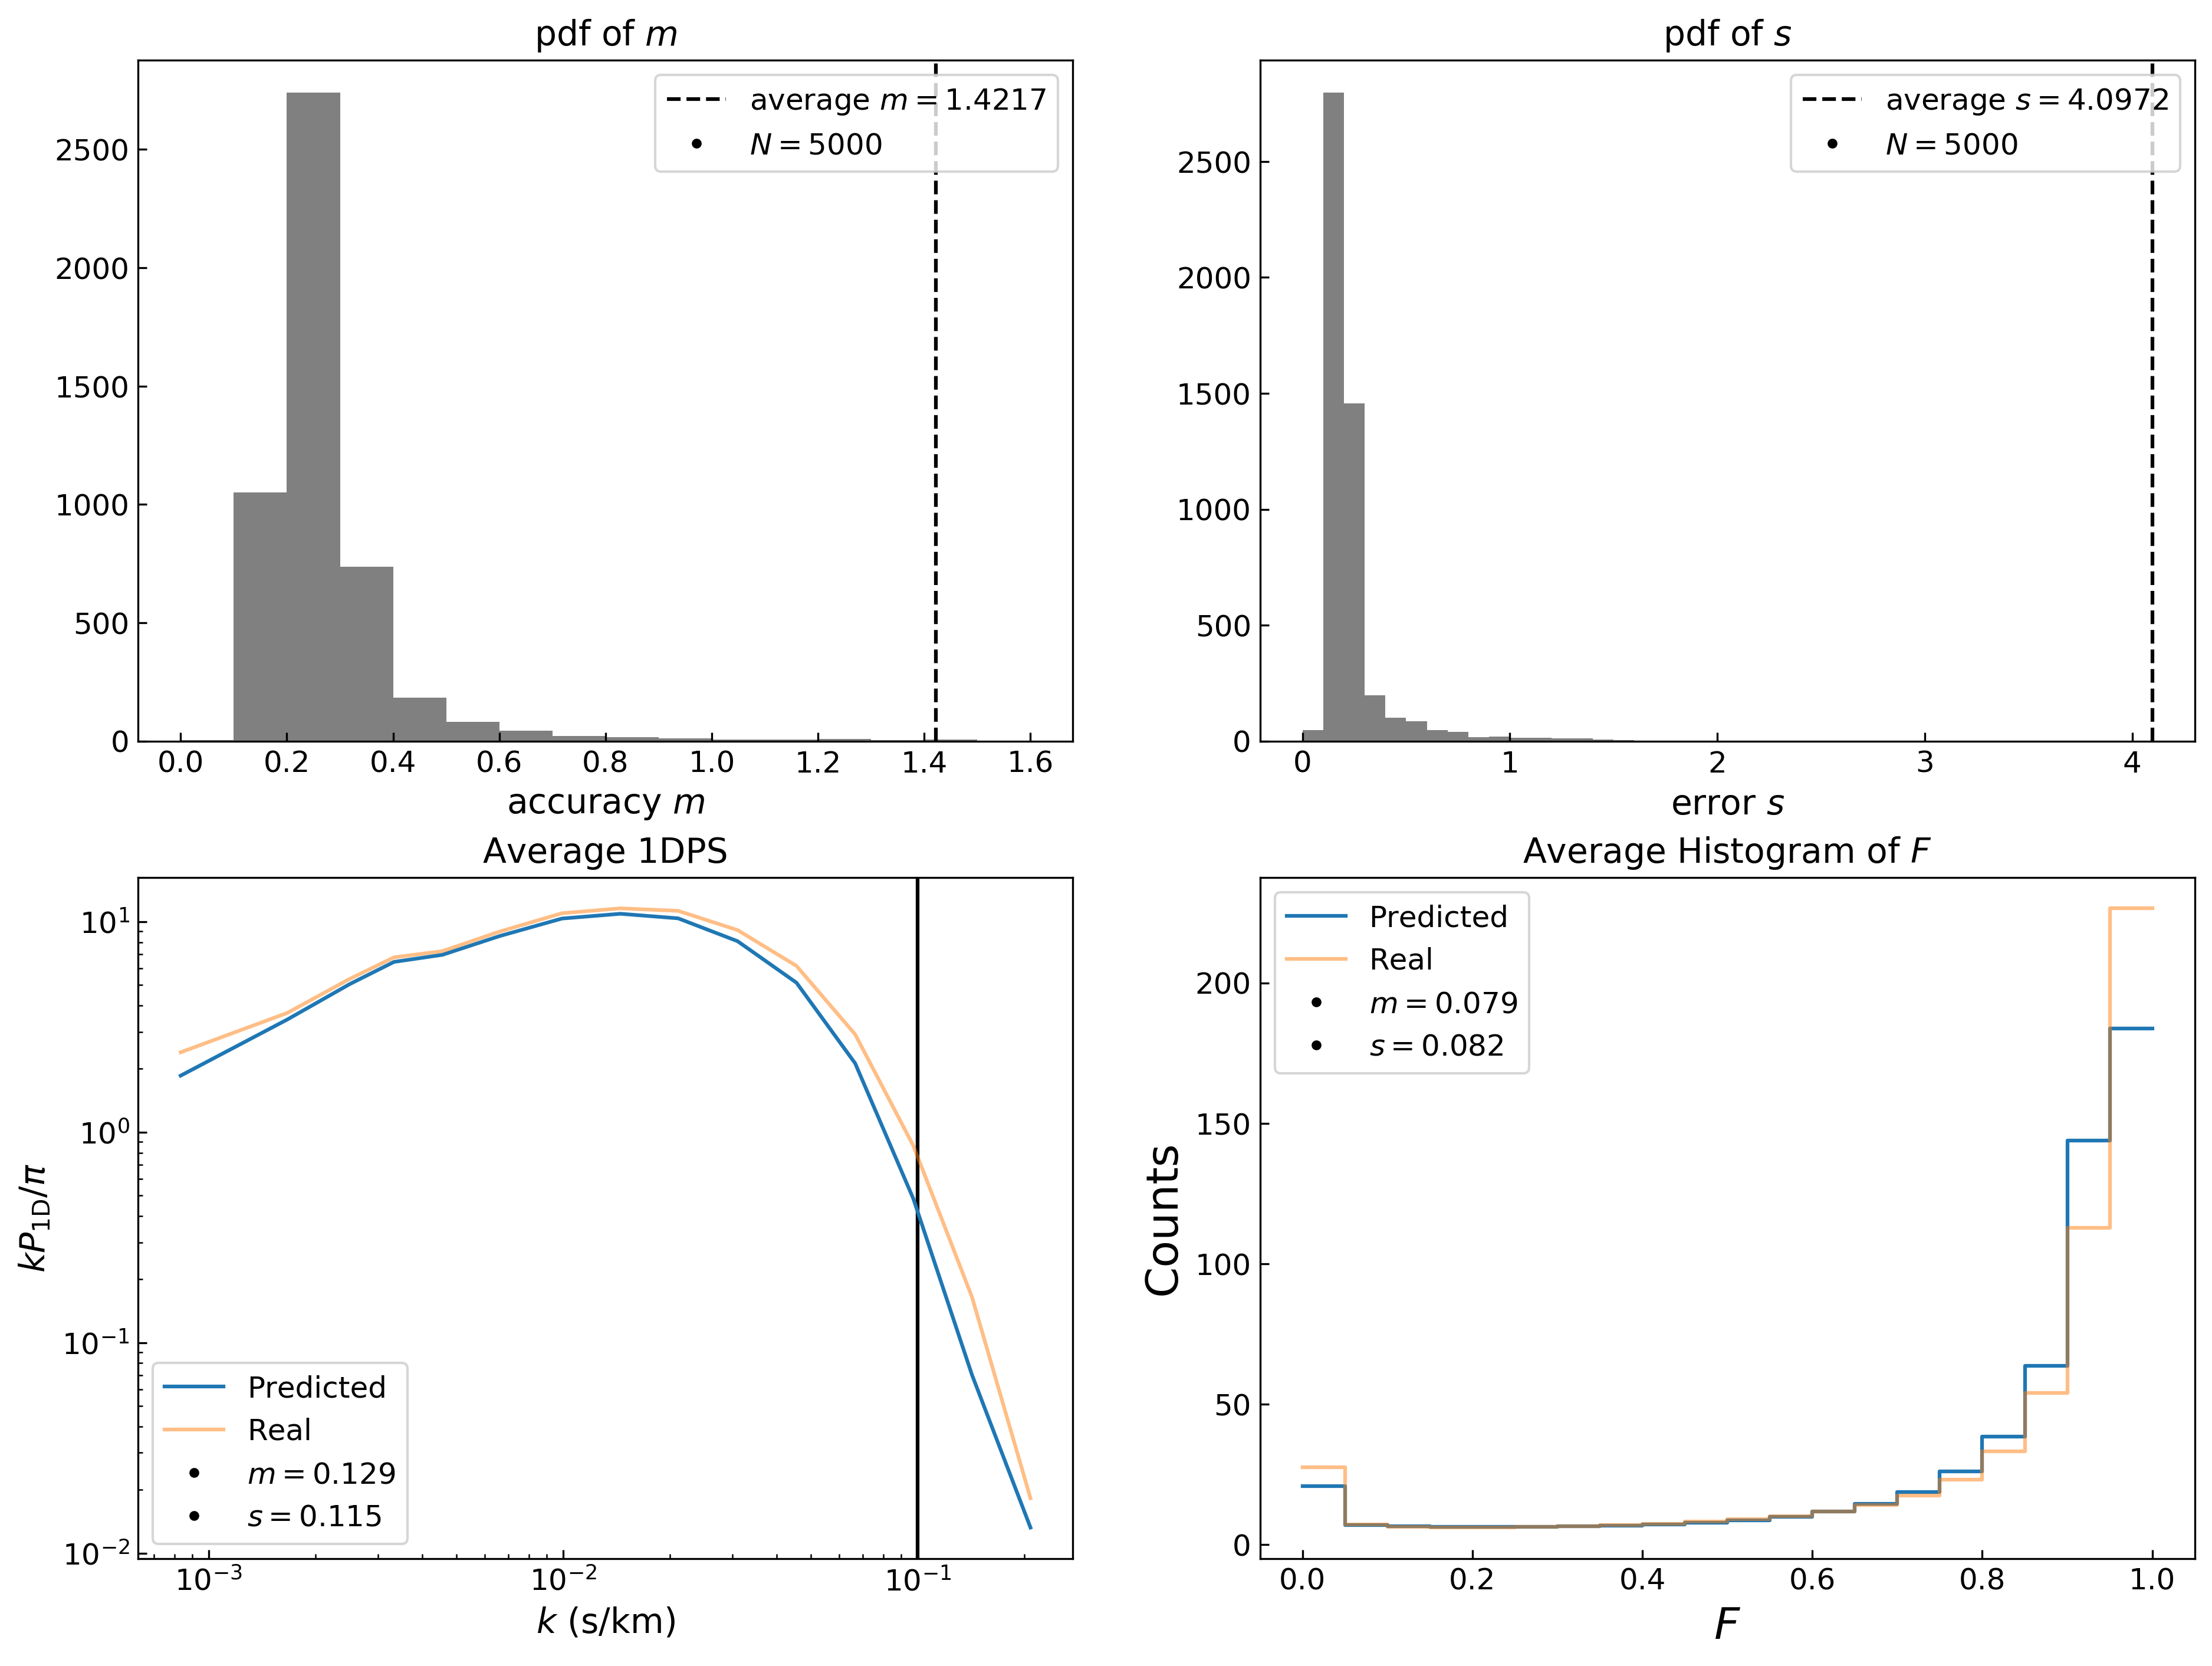 pdf of m
average m = 1.4217
N = 5000
2500
2000
1500
1000
500
0
0.0 0.2 0.4 0.6 0.8 1.0 1.2 1.4 1.6
accuracy m
pdf of s
average s = 4.0972
N = 5000
2500
2000
1500
1000
500
0
0 1 2 3 4
error s
Average 1DPS
10¹
10⁰
10⁻¹
10⁻²
kP₁D/π
Predicted
Real
m = 0.129
s = 0.115
10⁻³ 10⁻² 10⁻¹
k (s/km)
Average Histogram of F
Predicted
Real
m = 0.079
s = 0.082
200
150
100
50
0
Counts
0.0 0.2 0.4 0.6 0.8 1.0
F